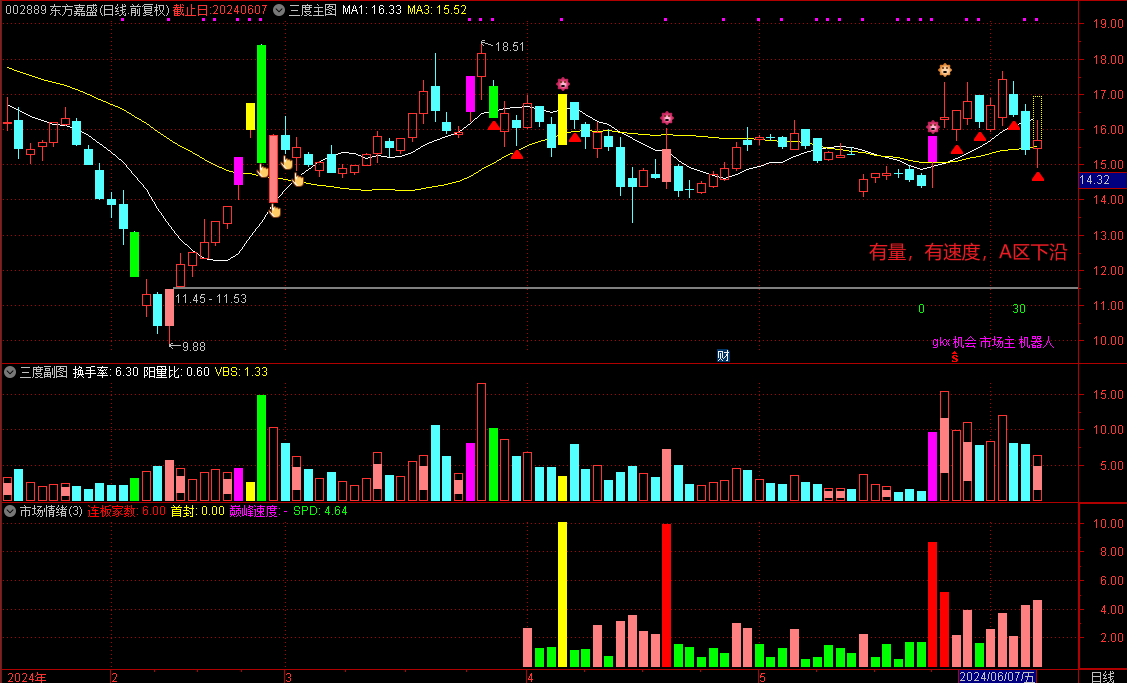 002889 东方嘉盛(日线.前复权) 截止日:20240607 三度主图 MA1: 16.33 MA3: 15.52
19.00
18.51
18.00
17.00
16.00
15.00
14.32
14.00
13.00
有量，有速度，A区下沿
12.00
11.45 - 11.53
11.00
0
30
9.88
10.00
gkx 机会 市场主 机器人
财
ŝ
三度副图 换手率: 6.30 阳量比: 0.60 VBS: 1.33
15.00
10.00
5.00
市场情绪(3) 连板家数: 6.00 首封: 0.00 巅峰速度: - SPD: 4.64
10.00
8.00
6.00
4.00
2.00
2024年 2 3 4 5 2024/06/07/五 日线